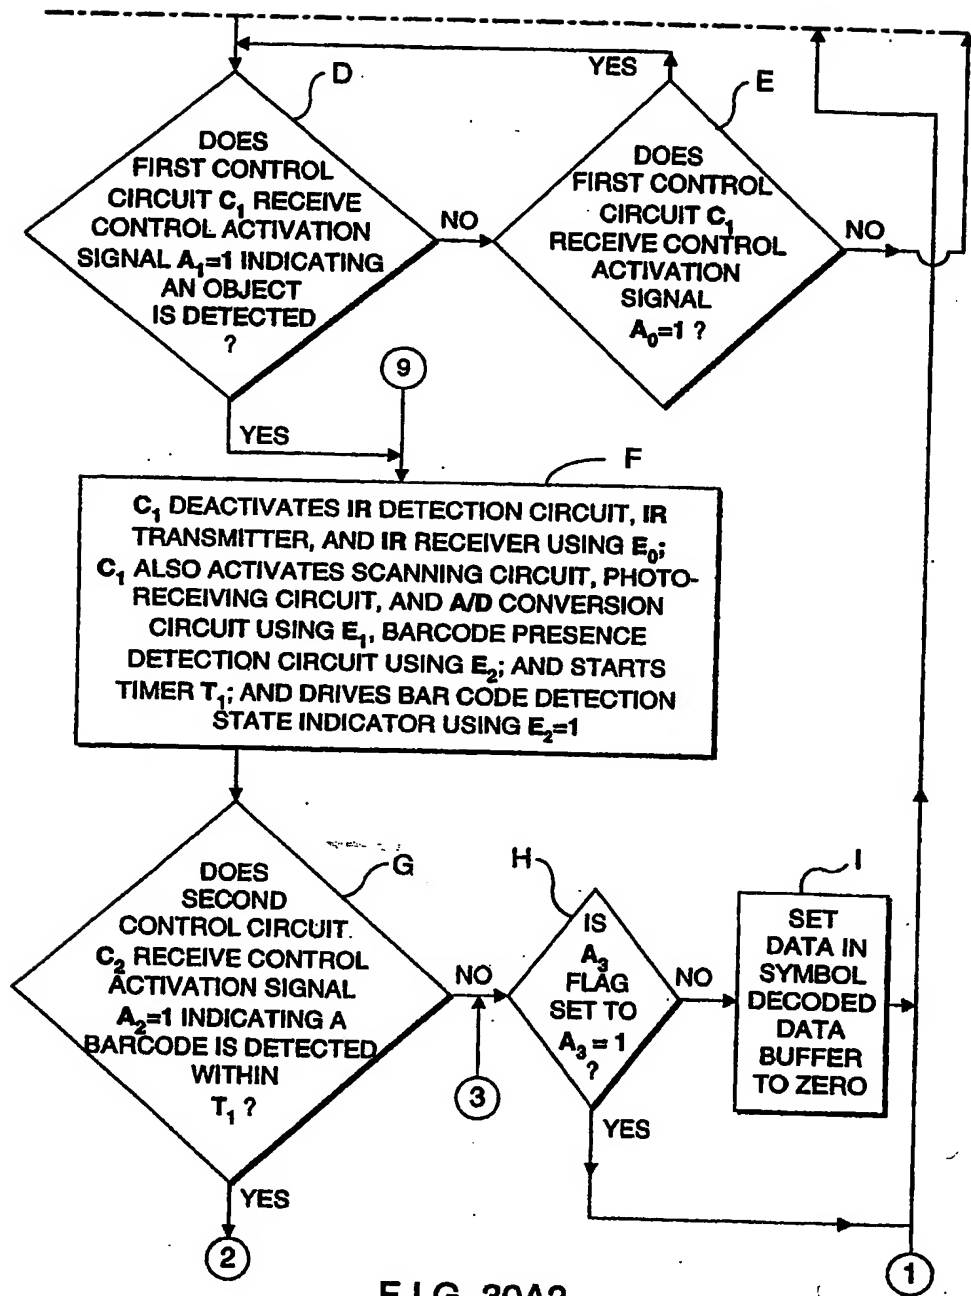 YES
D
E
DOES
FIRST CONTROL
CIRCUIT C₁ RECEIVE
CONTROL ACTIVATION
SIGNAL A₁=1 INDICATING
AN OBJECT
IS DETECTED
?
NO
DOES
FIRST CONTROL
CIRCUIT C₁
RECEIVE CONTROL
ACTIVATION
SIGNAL
A₀=1 ?
NO
9
YES
F
C₁ DEACTIVATES IR DETECTION CIRCUIT, IR
TRANSMITTER, AND IR RECEIVER USING E₀;
C₁ ALSO ACTIVATES SCANNING CIRCUIT, PHOTO-
RECEIVING CIRCUIT, AND A/D CONVERSION
CIRCUIT USING E₁, BARCODE PRESENCE
DETECTION CIRCUIT USING E₂; AND STARTS
TIMER T₁; AND DRIVES BAR CODE DETECTION
STATE INDICATOR USING E₂=1
G
DOES
SECOND
CONTROL CIRCUIT
C₂ RECEIVE CONTROL
ACTIVATION SIGNAL
A₂=1 INDICATING A
BARCODE IS DETECTED
WITHIN
T₁ ?
NO
3
H
IS
A₃
FLAG
SET TO
A₃ = 1
?
NO
I
SET
DATA IN
SYMBOL
DECODED
DATA
BUFFER
TO ZERO
YES
YES
2
1
FIG. 30A2